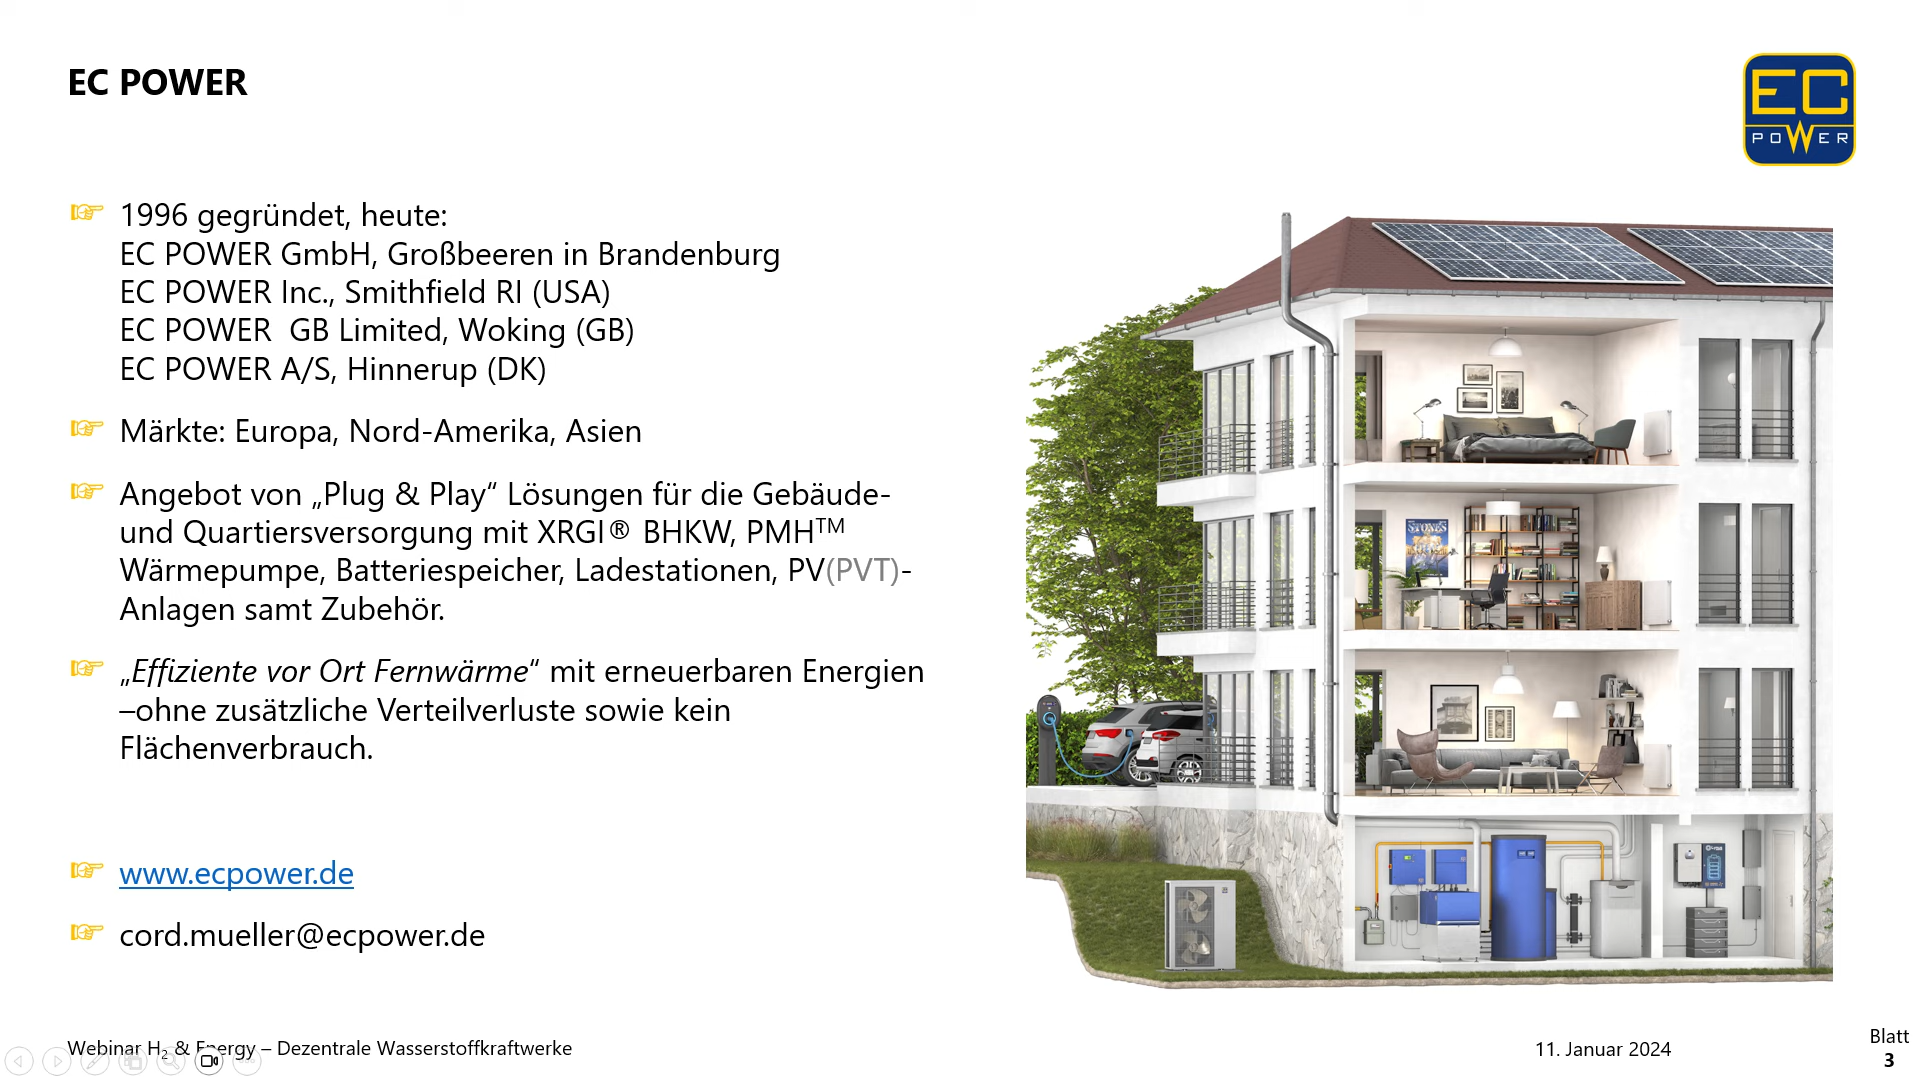 EC POWER
EC
POWER
1996 gegründet, heute:
EC POWER GmbH, Großbeeren in Brandenburg
EC POWER Inc., Smithfield RI (USA)
EC POWER  GB Limited, Woking (GB)
EC POWER A/S, Hinnerup (DK)
Märkte: Europa, Nord-Amerika, Asien
Angebot von „Plug & Play“ Lösungen für die Gebäude-
und Quartiersversorgung mit XRGI® BHKW, PMH™
Wärmepumpe, Batteriespeicher, Ladestationen, PV(PVT)-
Anlagen samt Zubehör.
„Effiziente vor Ort Fernwärme“ mit erneuerbaren Energien
–ohne zusätzliche Verteilverluste sowie kein
Flächenverbrauch.
www.ecpower.de
cord.mueller@ecpower.de
STONES
Webinar H₂ & Energy – Dezentrale Wasserstoffkraftwerke
11. Januar 2024
Blatt
3